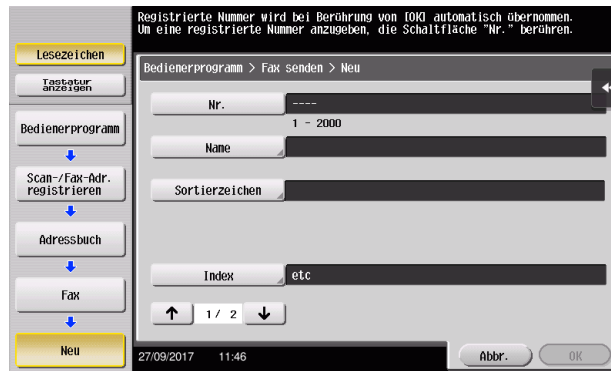 Registrierte Nummer wird bei Berührung von [OK] automatisch übernommen.
Um eine registrierte Nummer anzugeben, die Schaltfläche "Nr." berühren.
Lesezeichen
Tastatur
anzeigen
Bedienerprogramm
Scan-/Fax-Adr.
registrieren
Adressbuch
Fax
Neu
Bedienerprogramm > Fax senden > Neu
Nr.
----
1 - 2000
Name
Sortierzeichen
Index
etc
↑ 1/ 2 ↓
27/09/2017 11:46
Abbr.
OK